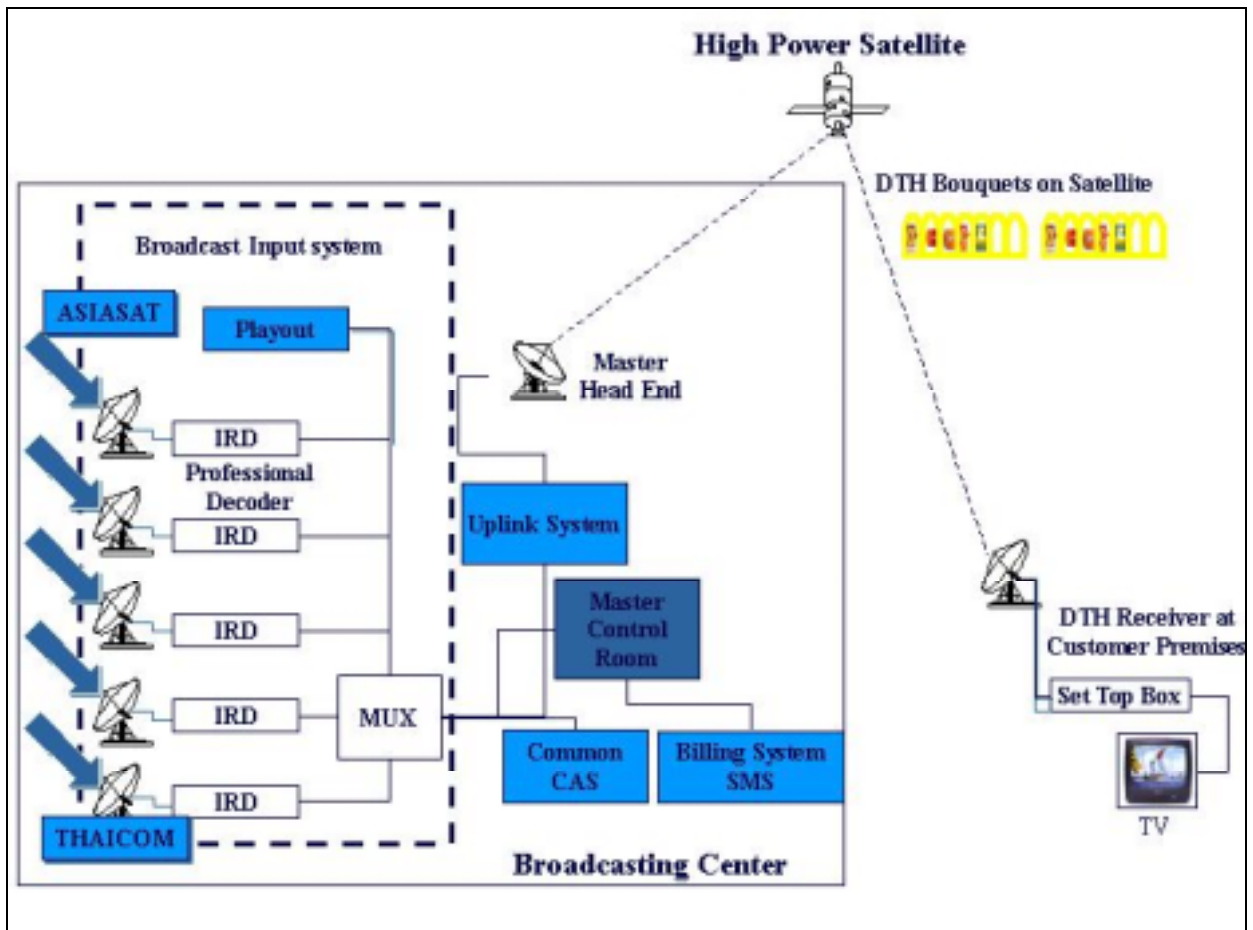 High Power Satellite
DTH Bouquets on Satellite
Broadcast Input system
ASIASAT
Playout
Master
Head End
IRD
Professional
Decoder
IRD
Uplink System
IRD
Master
Control
Room
DTH Receiver at
Customer Premises
IRD
MUX
Set Top Box
Common
CAS
Billing System
SMS
IRD
THAICOM
TV
Broadcasting Center